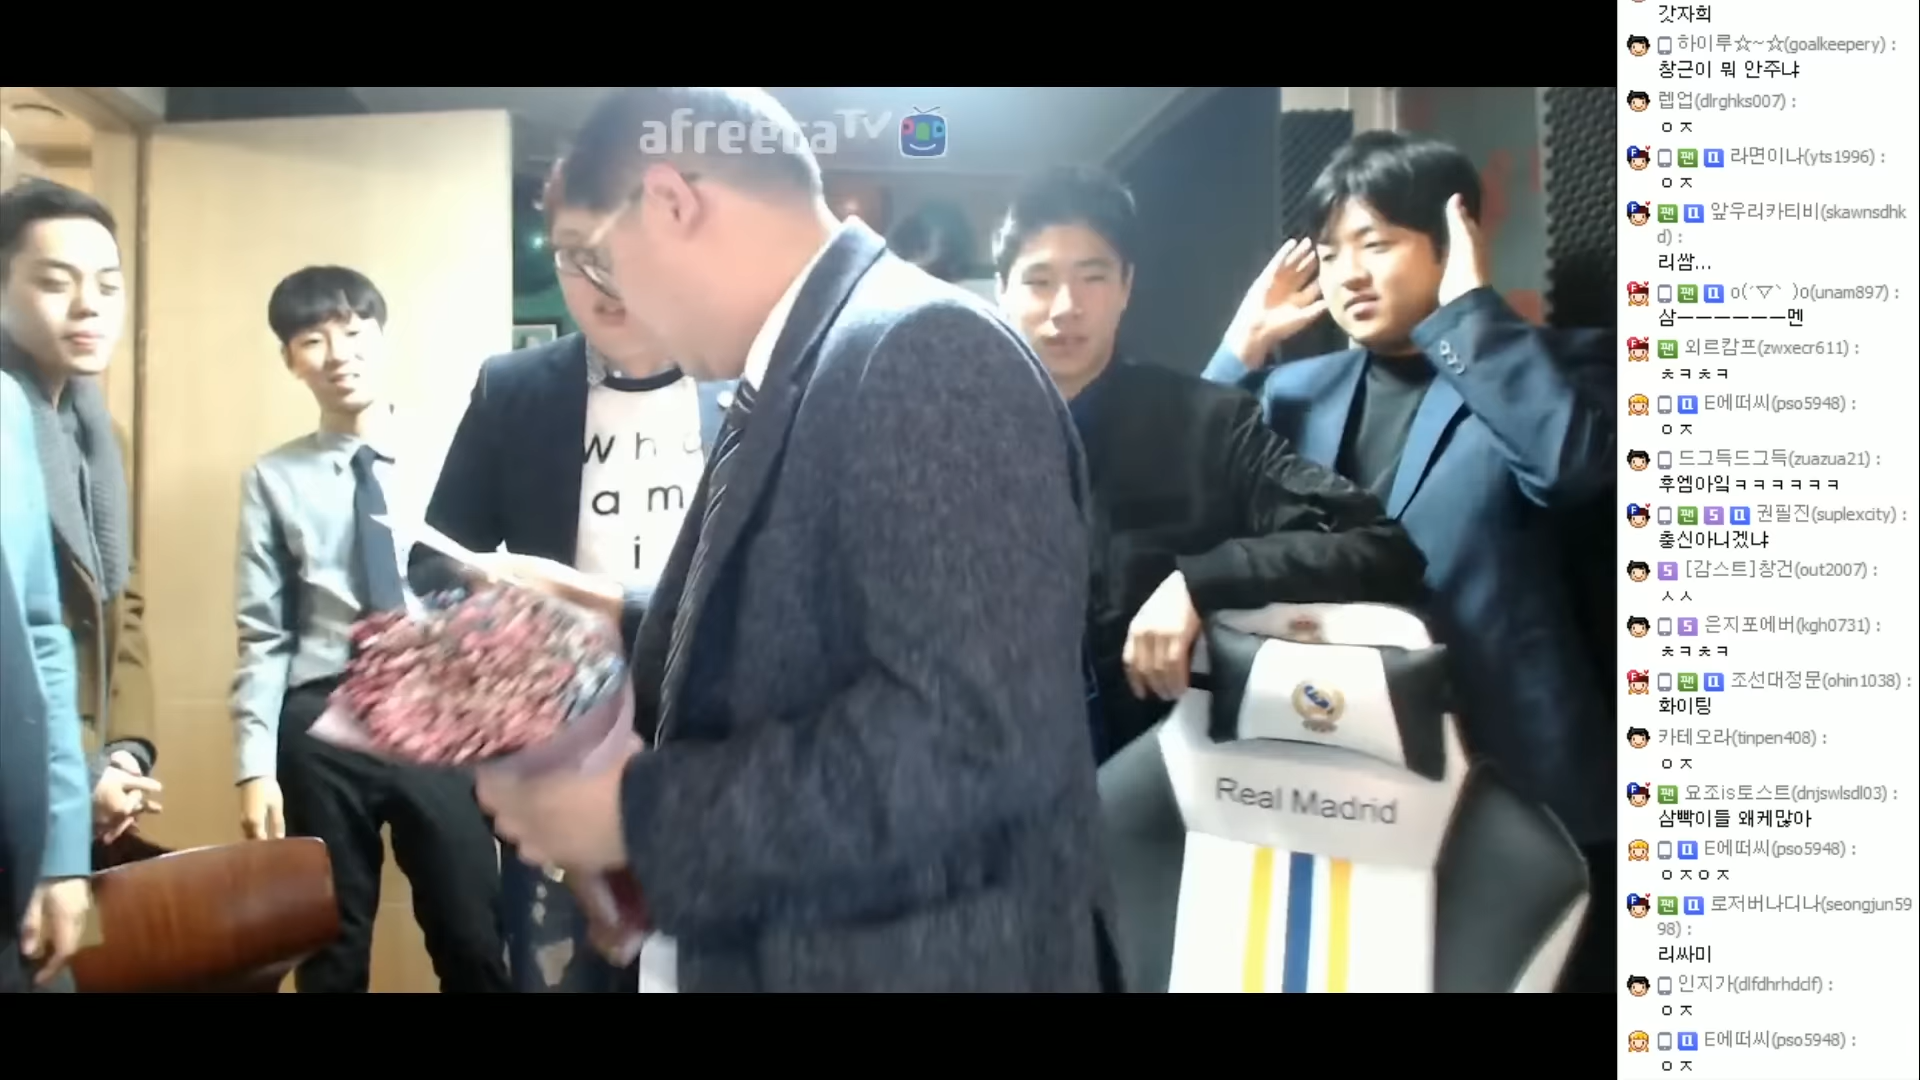 afreecaTV
wha
am
i
Real Madrid
갓자희
하이루☆~☆(goalkeepery) :
창근이 뭐 안주냐
렙업(dlrghks007) :
ㅇㅈ
팬 라면이나(yts1996) :
ㅇㅈ
팬 앞우리카티비(skawnsdhk
d) :
리쌈...
팬 o(´▽` )o(unam897) :
삼ㅡㅡㅡㅡㅡㅡ멘
팬 외르캄프(zwxecr611) :
ㅊㅋㅊㅋ
E에떠씨(pso5948) :
ㅇㅈ
드그득드그득(zuazua21) :
후엠아잌ㅋㅋㅋㅋㅋㅋ
팬 S 권필진(suplexcity) :
충신아니겠냐
S [감스트]창건(out2007) :
ㅅㅅ
S 은지포에버(kgh0731) :
ㅊㅋㅊㅋ
팬 조선대정문(ohin1038) :
화이팅
카테오라(tinpen408) :
ㅇㅈ
팬 요조is토스트(dnjswlsdl03) :
삼빡이들 왜케많아
E에떠씨(pso5948) :
ㅇㅈㅇㅈ
팬 로저버나디나(seongjun59
98) :
리싸미
인지가(dlfdhrhdclf) :
ㅇㅈ
E에떠씨(pso5948) :
ㅇㅈ